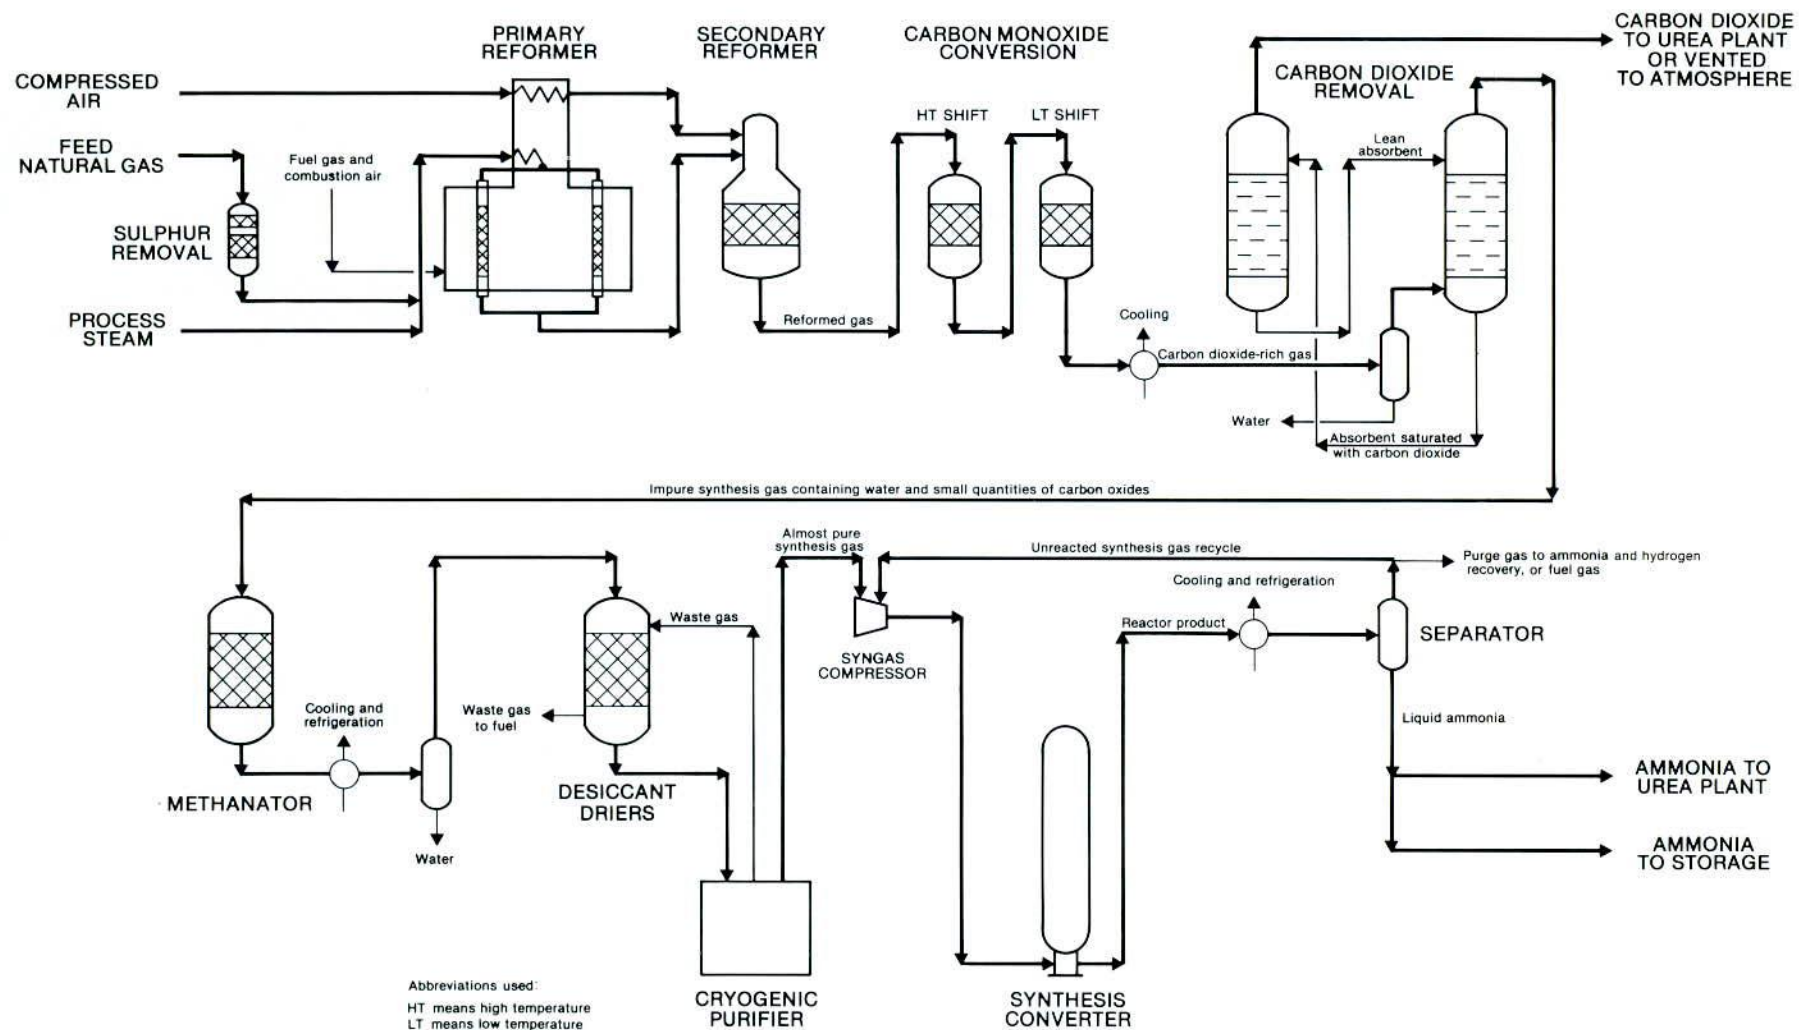 PRIMARY
REFORMER
SECONDARY
REFORMER
CARBON MONOXIDE
CONVERSION
CARBON DIOXIDE
TO UREA PLANT
OR VENTED
TO ATMOSPHERE
CARBON DIOXIDE
REMOVAL
COMPRESSED
AIR
FEED
NATURAL GAS
Fuel gas and
combustion air
HT SHIFT
LT SHIFT
Lean
absorbent
SULPHUR
REMOVAL
PROCESS
STEAM
Reformed gas
Cooling
Carbon dioxide-rich gas
Water
Absorbent saturated
with carbon dioxide
Impure synthesis gas containing water and small quantities of carbon oxides
Almost pure
synthesis gas
Unreacted synthesis gas recycle
Purge gas to ammonia and hydrogen
recovery, or fuel gas
Cooling and refrigeration
Waste gas
Reactor product
SEPARATOR
SYNGAS
COMPRESSOR
Cooling and
refrigeration
Waste gas
to fuel
Liquid ammonia
METHANATOR
DESICCANT
DRIERS
AMMONIA TO
UREA PLANT
Water
AMMONIA
TO STORAGE
Abbreviations used:
HT means high temperature
LT means low temperature
CRYOGENIC
PURIFIER
SYNTHESIS
CONVERTER